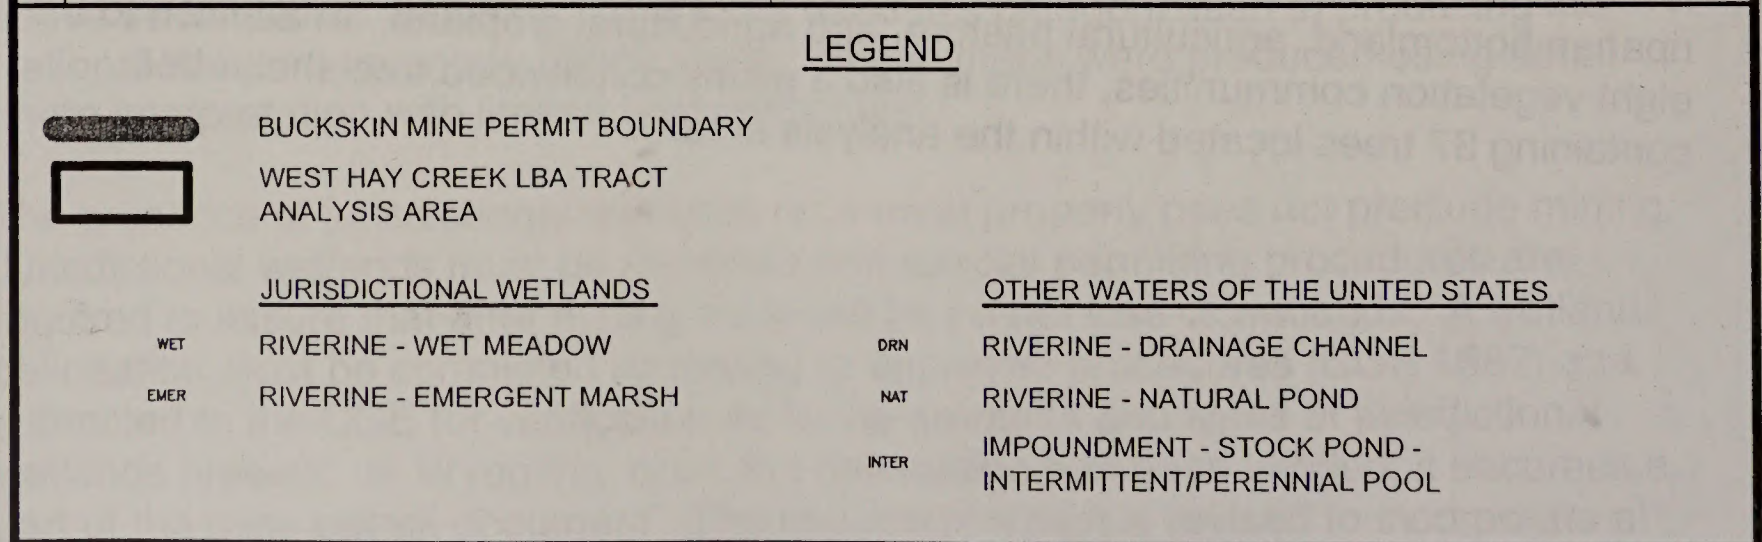 LEGEND
BUCKSKIN MINE PERMIT BOUNDARY
WEST HAY CREEK LBA TRACT
ANALYSIS AREA
JURISDICTIONAL WETLANDS
WET RIVERINE - WET MEADOW
EMER RIVERINE - EMERGENT MARSH
OTHER WATERS OF THE UNITED STATES
DRN RIVERINE - DRAINAGE CHANNEL
NAT RIVERINE - NATURAL POND
INTER IMPOUNDMENT - STOCK POND -
INTERMITTENT/PERENNIAL POOL